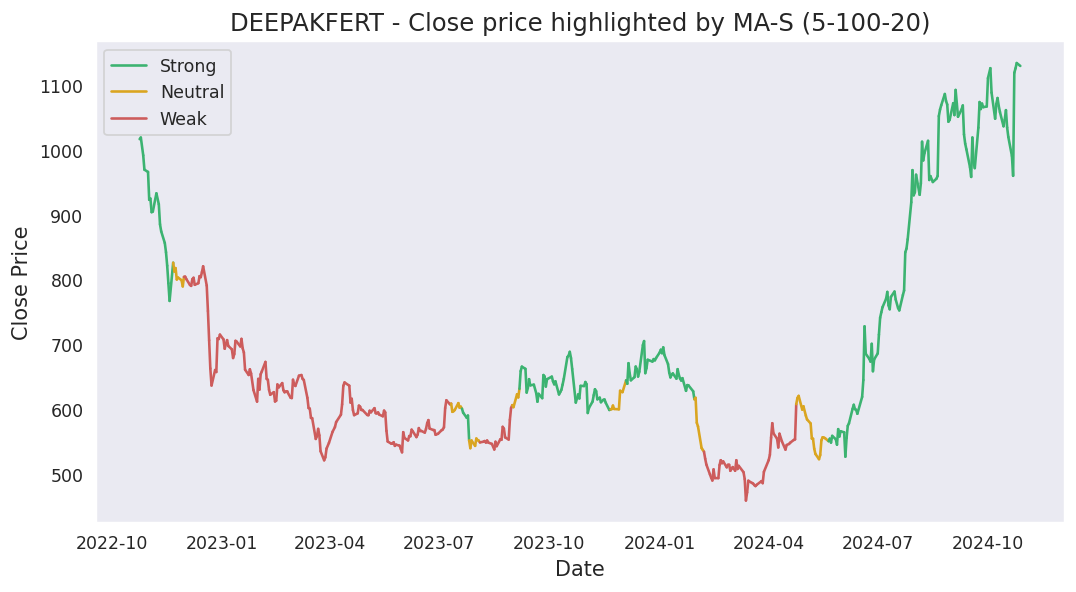 DEEPAKFERT - Close price highlighted by MA-S (5-100-20)
Strong
Neutral
Weak
Close Price
1100
1000
900
800
700
600
500
2022-10 2023-01 2023-04 2023-07 2023-10 2024-01 2024-04 2024-07 2024-10
Date